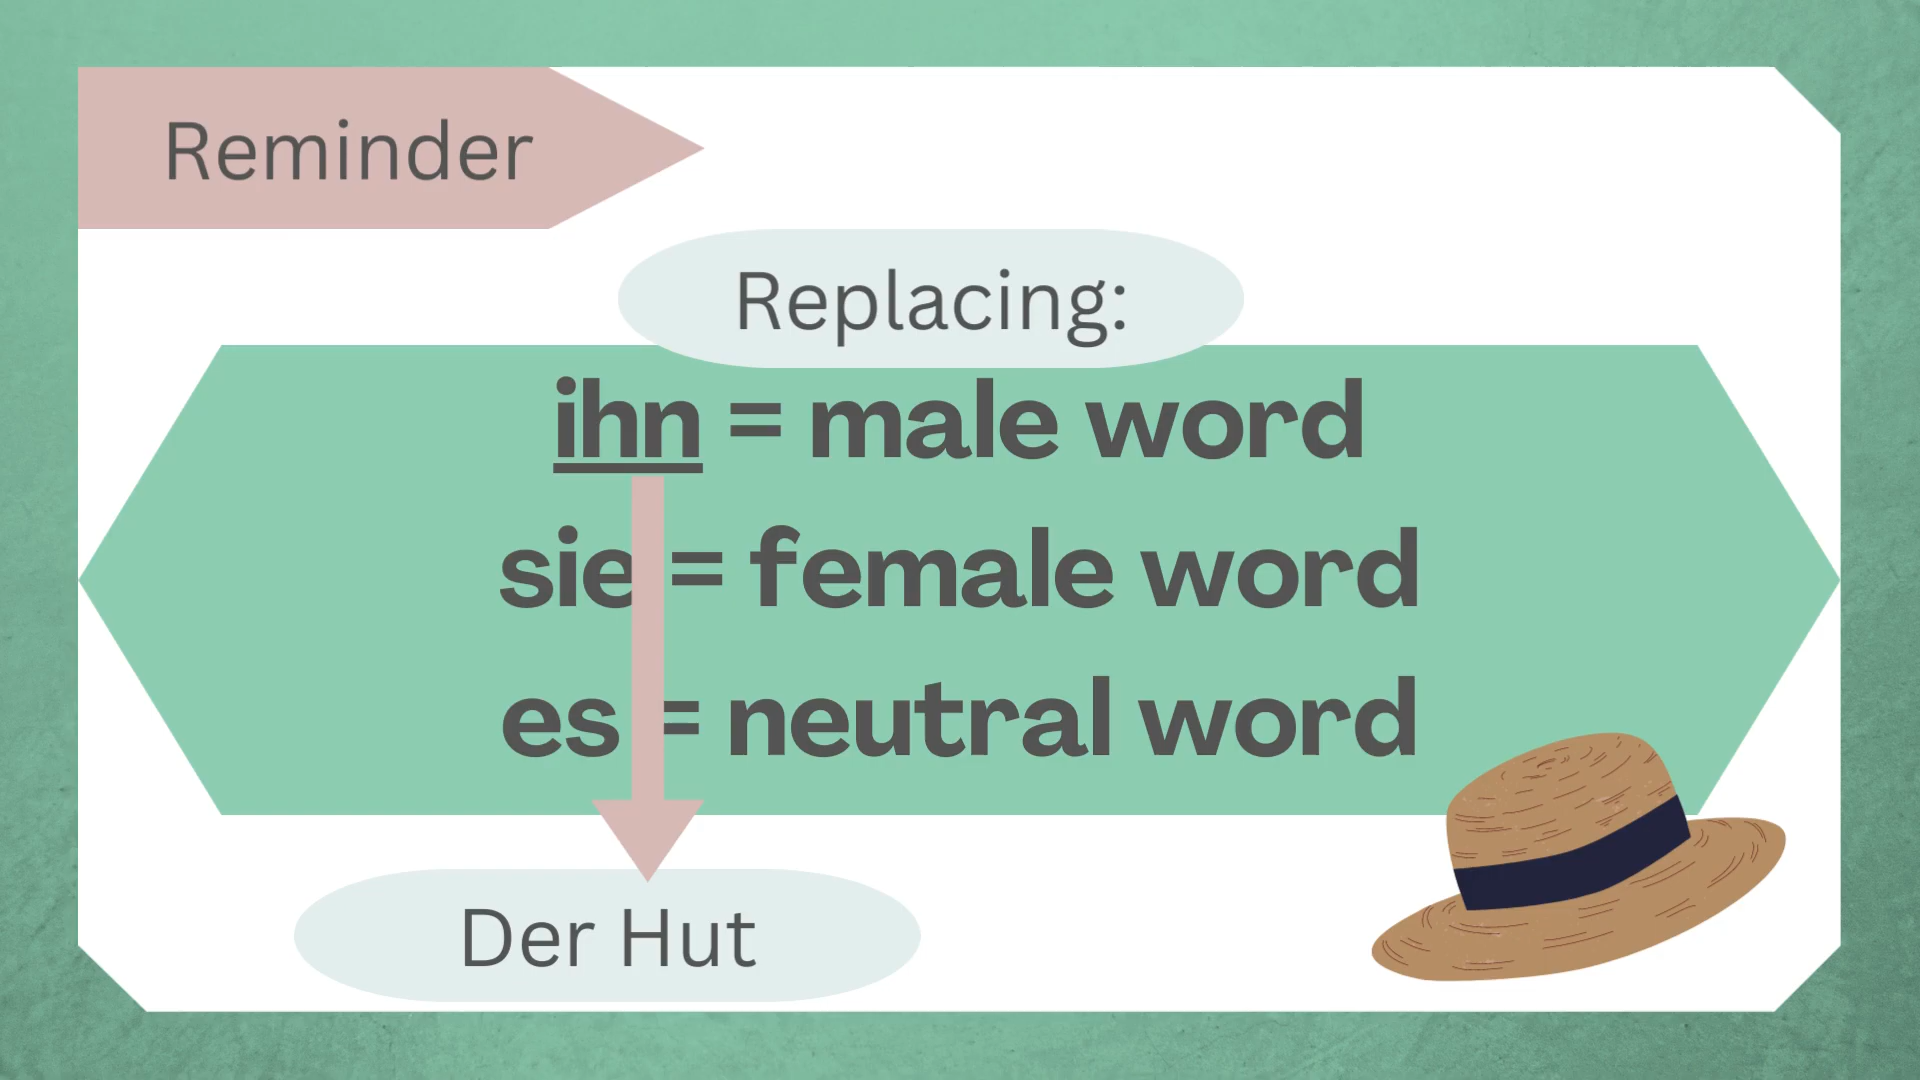 Reminder
Replacing:
ihn = male word
sie = female word
es = neutral word
Der Hut